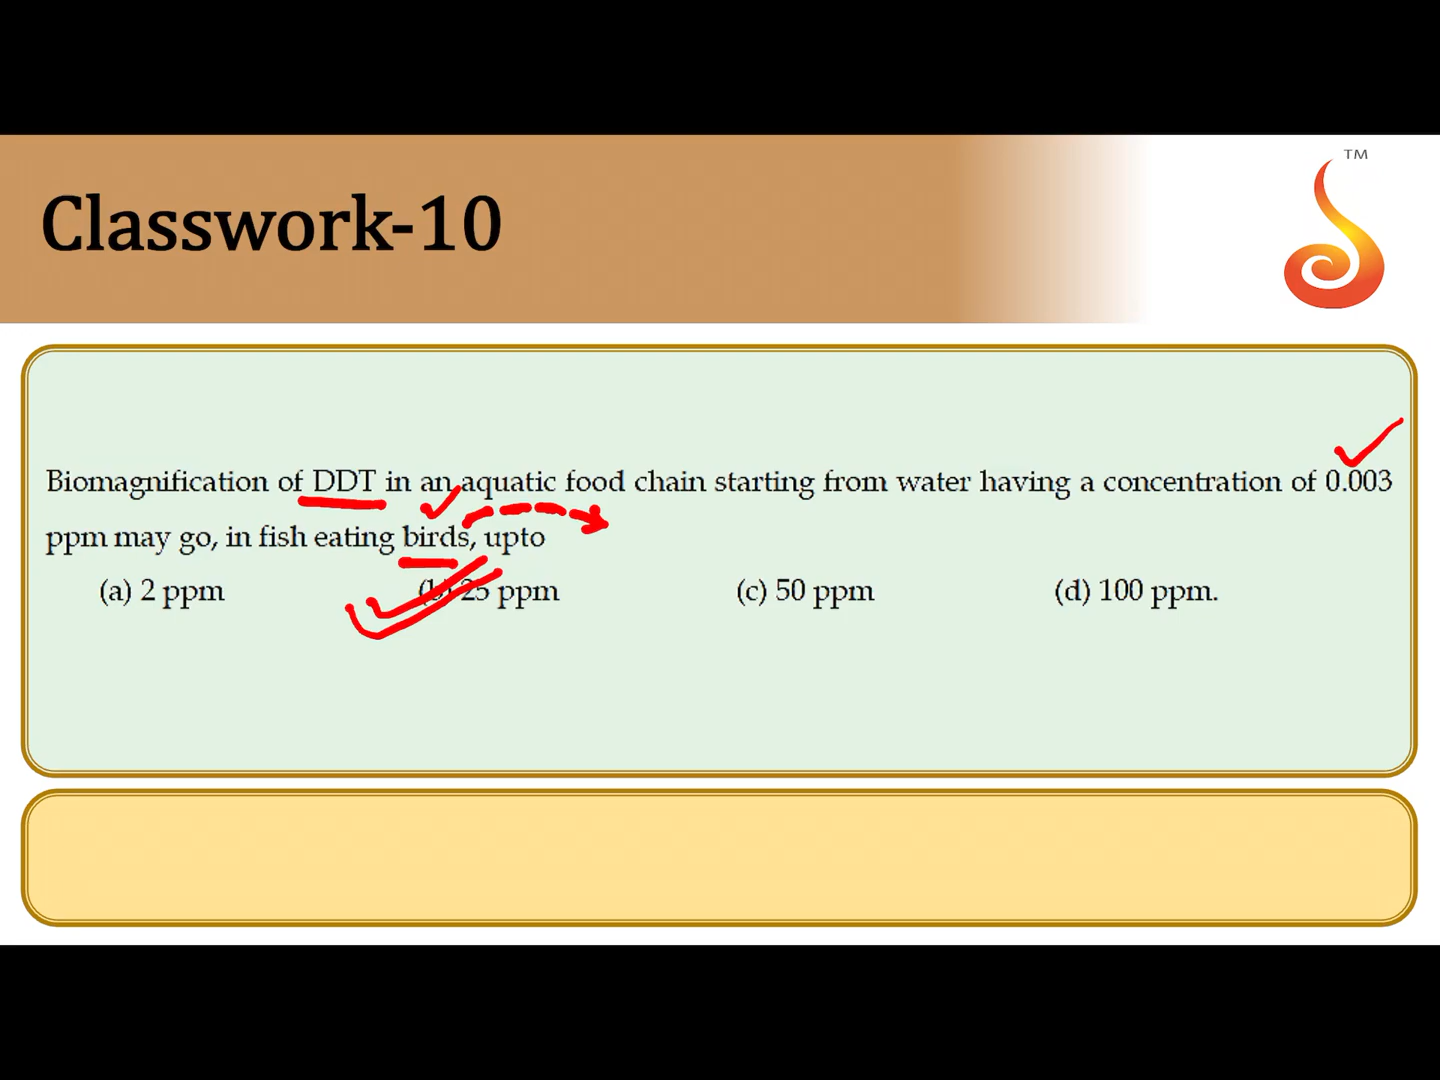 TM
Classwork-10
Biomagnification of DDT in an aquatic food chain starting from water having a concentration of 0.003
ppm may go, in fish eating birds, upto
(a) 2 ppm (b) 25 ppm (c) 50 ppm (d) 100 ppm.